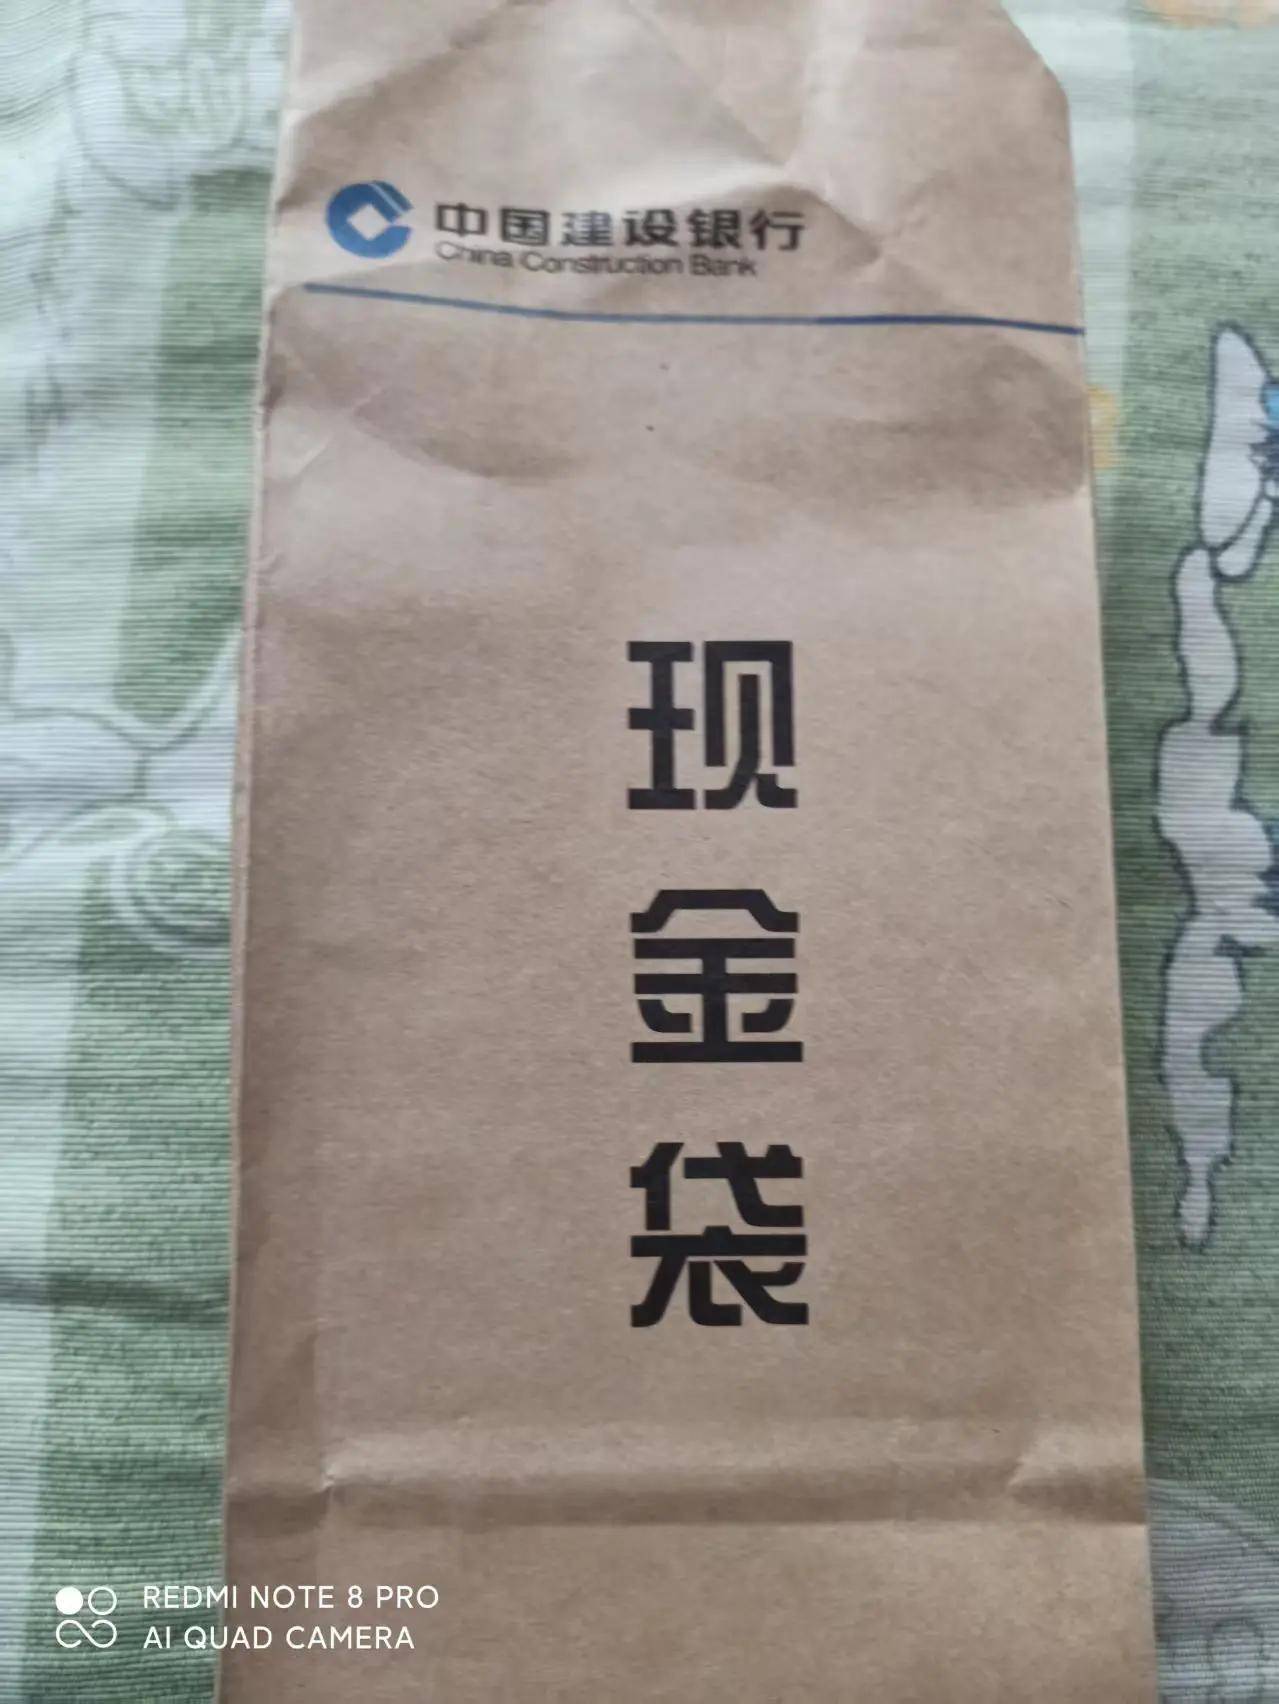 中国建设银行
China Construction Bank
现
金
袋
REDMI NOTE 8 PRO
AI QUAD CAMERA